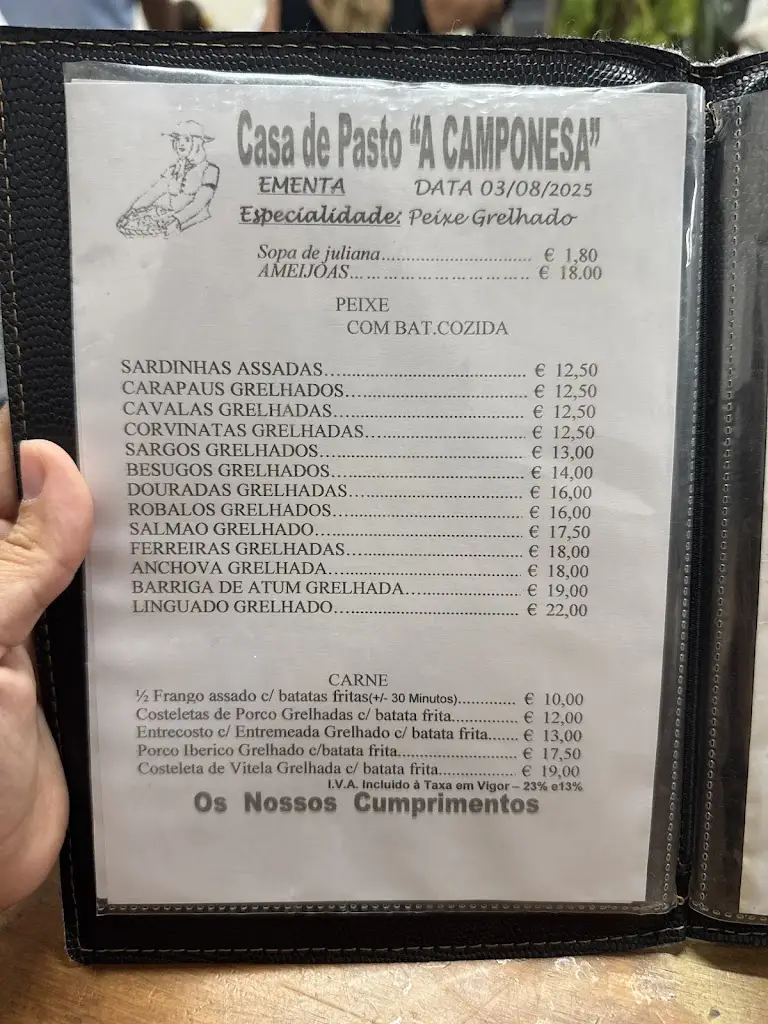 Casa de Pasto "A CAMPONESA"
EMENTA DATA 03/08/2025
Especialidade: Peixe Grelhado
Sopa de juliana.................................. € 1,80
AMEIJÔAS... ... ... ... ... ... ... ... ... .. € 18.00
PEIXE
COM BAT.COZIDA
SARDINHAS ASSADAS........................................ € 12,50
CARAPAUS GRELHADOS.................................... € 12,50
CAVALAS GRELHADAS....................................... € 12,50
CORVINATAS GRELHADAS................................ € 12,50
SARGOS GRELHADOS......................................... € 13,00
BESUGOS GRELHADOS....................................... € 14,00
DOURADAS GRELHADAS................................... € 16,00
ROBALOS GRELHADOS...................................... € 16,00
SALMAO GRELHADO......................................... € 17,50
FERREIRAS GRELHADAS................................... € 18,00
ANCHOVA GRELHADA....................................... € 18,00
BARRIGA DE ATUM GRELHADA....................... € 19,00
LINGUADO GRELHADO..................................... € 22,00
CARNE
½ Frango assado c/ batatas fritas(+/- 30 Minutos)............ € 10,00
Costeletas de Porco Grelhadas c/ batata frita............. € 12,00
Entrecosto c/ Entremeada Grelhado c/ batata frita...... € 13,00
Porco Iberico Grelhado c/batata frita........................ € 17,50
Costeleta de Vitela Grelhada c/ batata frita................ € 19,00
I.V.A. Incluido à Taxa em Vigor – 23% e13%
Os Nossos Cumprimentos